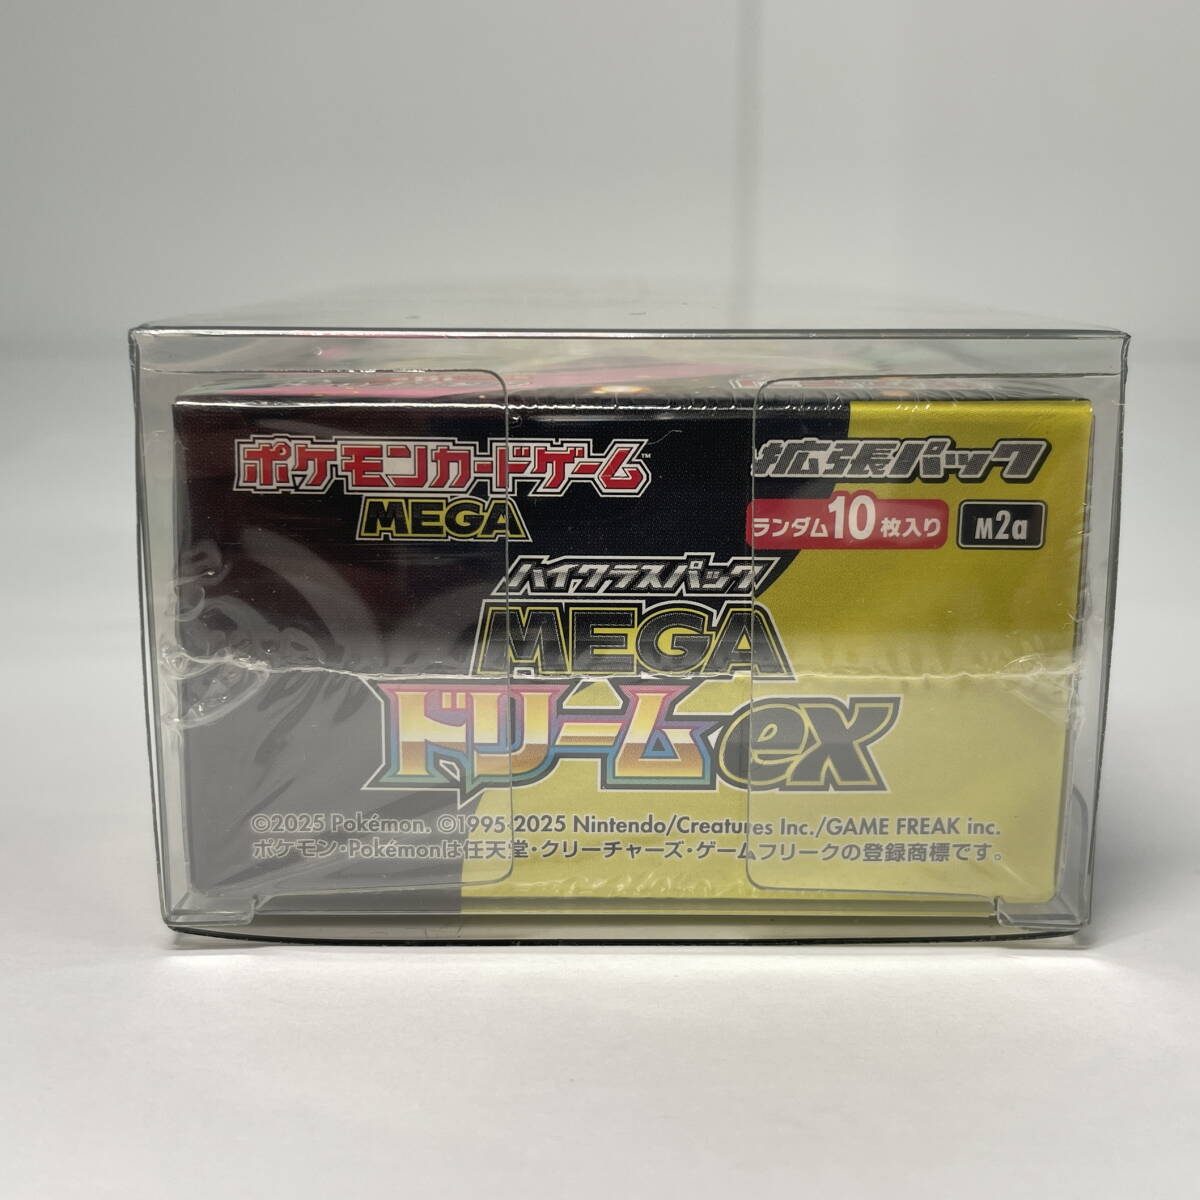 ポケモンカードゲーム™
MEGA
拡張パック
ランダム10枚入り
M2a
ハイクラスパック
MEGA
ドリームex
©2025 Pokémon. ©1995-2025 Nintendo/Creatures Inc./GAME FREAK inc.
ポケモン・Pokémonは任天堂・クリーチャーズ・ゲームフリークの登録商標です。